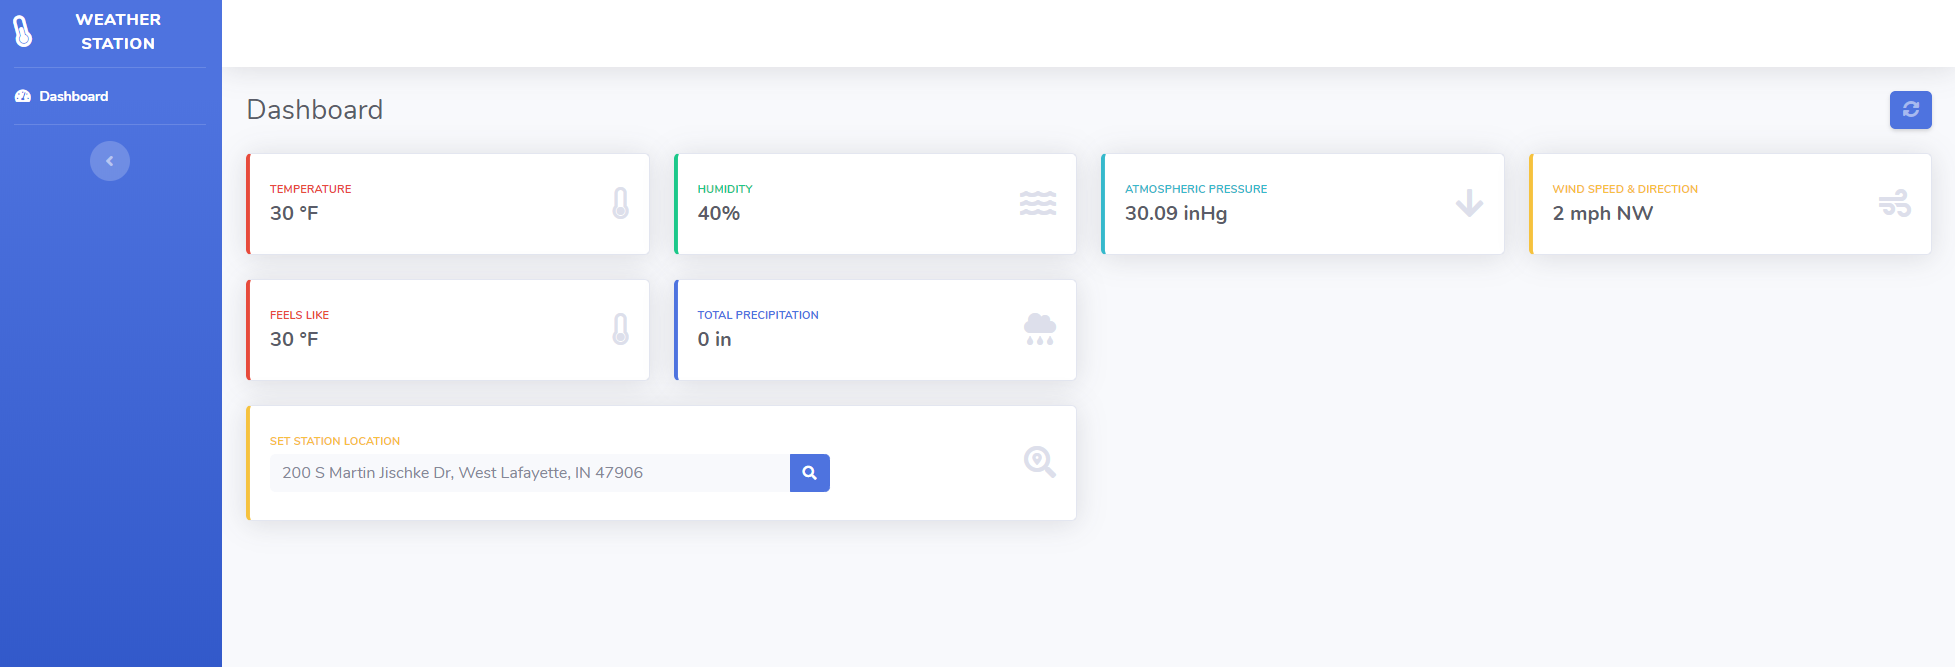 WEATHER
STATION
Dashboard
Dashboard
TEMPERATURE
30 °F
HUMIDITY
40%
ATMOSPHERIC PRESSURE
30.09 inHg
WIND SPEED & DIRECTION
2 mph NW
FEELS LIKE
30 °F
TOTAL PRECIPITATION
0 in
SET STATION LOCATION
200 S Martin Jischke Dr, West Lafayette, IN 47906